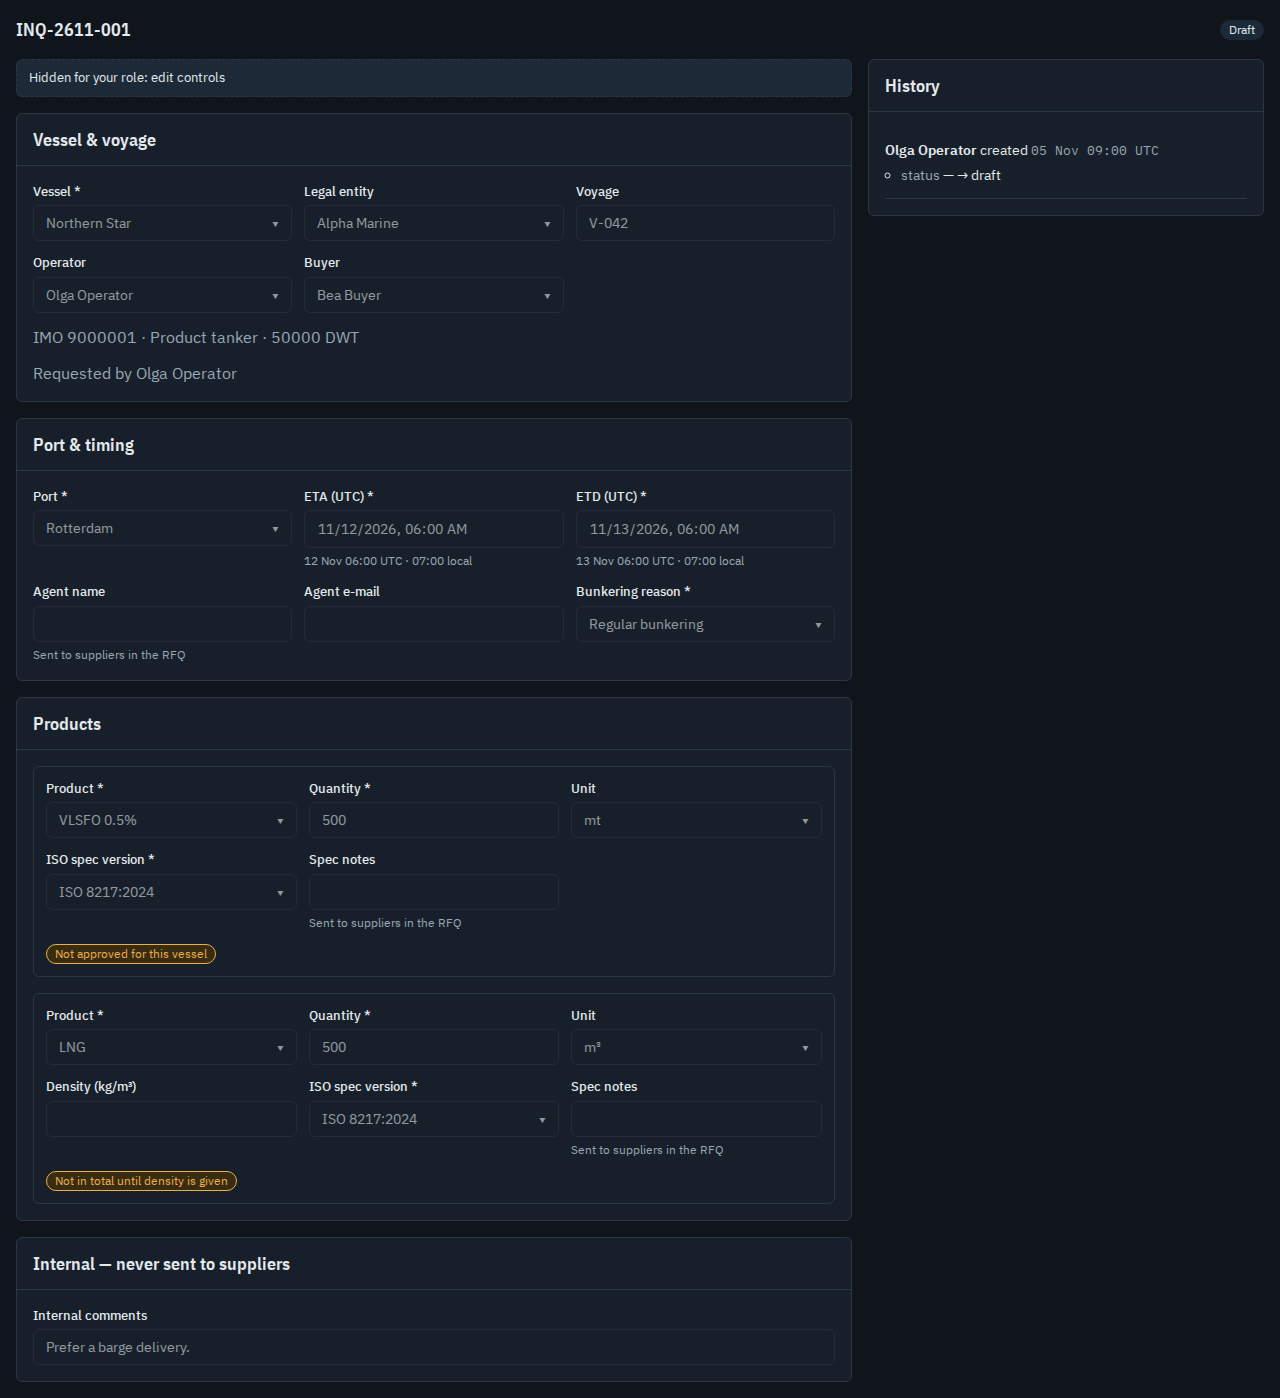 INQ-2611-001
Draft
Hidden for your role: edit controls
Vessel & voyage
Vessel *
Legal entity
Voyage
Northern Star
Alpha Marine
V-042
Operator
Buyer
Olga Operator
Bea Buyer
IMO 9000001 · Product tanker · 50000 DWT
Requested by Olga Operator
Port & timing
Port *
ETA (UTC) *
ETD (UTC) *
Rotterdam
11/12/2026, 06:00 AM
11/13/2026, 06:00 AM
12 Nov 06:00 UTC · 07:00 local
13 Nov 06:00 UTC · 07:00 local
Agent name
Agent e-mail
Bunkering reason *
Regular bunkering
Sent to suppliers in the RFQ
Products
Product *
Quantity *
Unit
VLSFO 0.5%
500
mt
ISO spec version *
Spec notes
ISO 8217:2024
Sent to suppliers in the RFQ
Not approved for this vessel
Product *
Quantity *
Unit
LNG
500
m³
Density (kg/m³)
ISO spec version *
Spec notes
ISO 8217:2024
Sent to suppliers in the RFQ
Not in total until density is given
Internal — never sent to suppliers
Internal comments
Prefer a barge delivery.
History
Olga Operator created 05 Nov 09:00 UTC
status — → draft